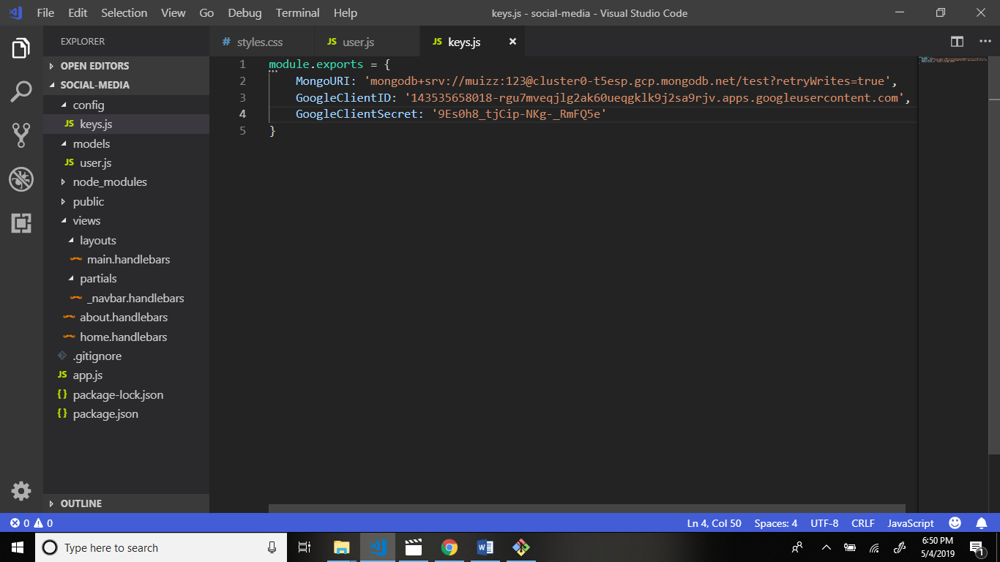 File Edit Selection View Go Debug Terminal Help
keys.js - social-media - Visual Studio Code
EXPLORER
# styles.css
JS user.js
JS keys.js
OPEN EDITORS
SOCIAL-MEDIA
config
JS keys.js
models
JS user.js
node_modules
public
views
layouts
main.handlebars
partials
_navbar.handlebars
about.handlebars
home.handlebars
.gitignore
JS app.js
{} package-lock.json
{} package.json
OUTLINE
1 module.exports = {
2 MongoURI: 'mongodb+srv://muizz:123@cluster0-t5esp.gcp.mongodb.net/test?retryWrites=true',
3 GoogleClientID: '143535658018-rgu7mveqjlg2ak60ueqgklk9j2sa9rjv.apps.googleusercontent.com',
4 GoogleClientSecret: '9Es0h8_tjCip-NKg-_RmFQ5e'
5 }
0 0
Ln 4, Col 50 Spaces: 4 UTF-8 CRLF JavaScript
Type here to search
6:50 PM
5/4/2019
1